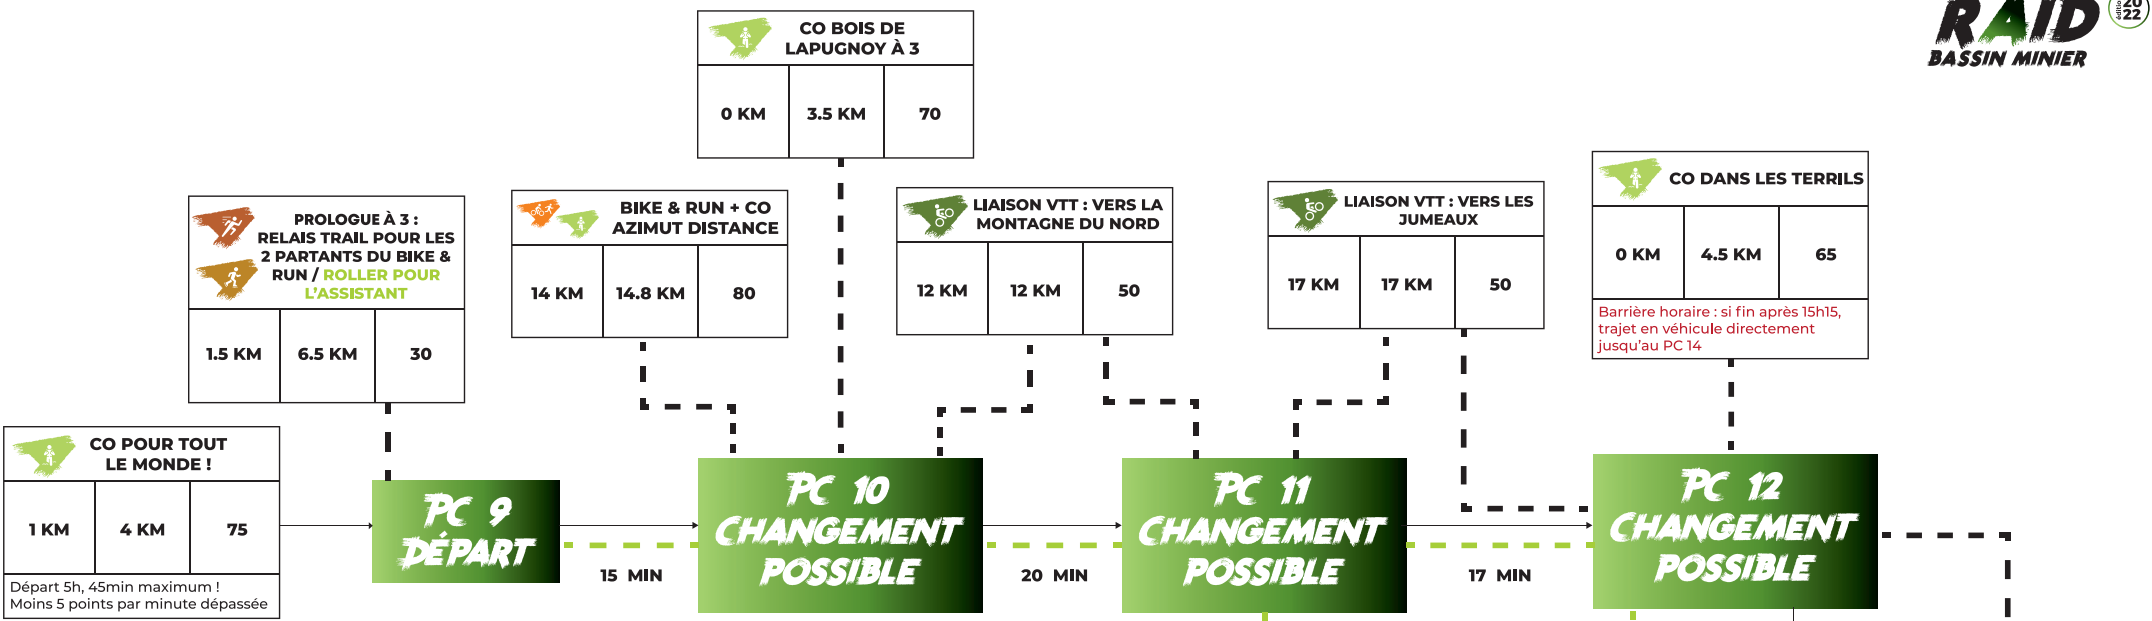 RAID
BASSIN MINIER
20
22
CO BOIS DE
LAPUGNOY À 3
0 KM
3.5 KM
70
CO DANS LES TERRILS
0 KM
4.5 KM
65
Barrière horaire : si fin après 15h15,
trajet en véhicule directement
jusqu'au PC 14
LIAISON VTT : VERS LES
JUMEAUX
17 KM
17 KM
50
LIAISON VTT : VERS LA
MONTAGNE DU NORD
12 KM
12 KM
50
BIKE & RUN + CO
AZIMUT DISTANCE
14 KM
14.8 KM
80
PROLOGUE À 3 :
RELAIS TRAIL POUR LES
2 PARTANTS DU BIKE &
RUN / ROLLER POUR
L'ASSISTANT
1.5 KM
6.5 KM
30
CO POUR TOUT
LE MONDE !
1 KM
4 KM
75
Départ 5h, 45min maximum !
Moins 5 points par minute dépassée
PC 9
DÉPART
15 MIN
PC 10
CHANGEMENT
POSSIBLE
20 MIN
PC 11
CHANGEMENT
POSSIBLE
17 MIN
PC 12
CHANGEMENT
POSSIBLE